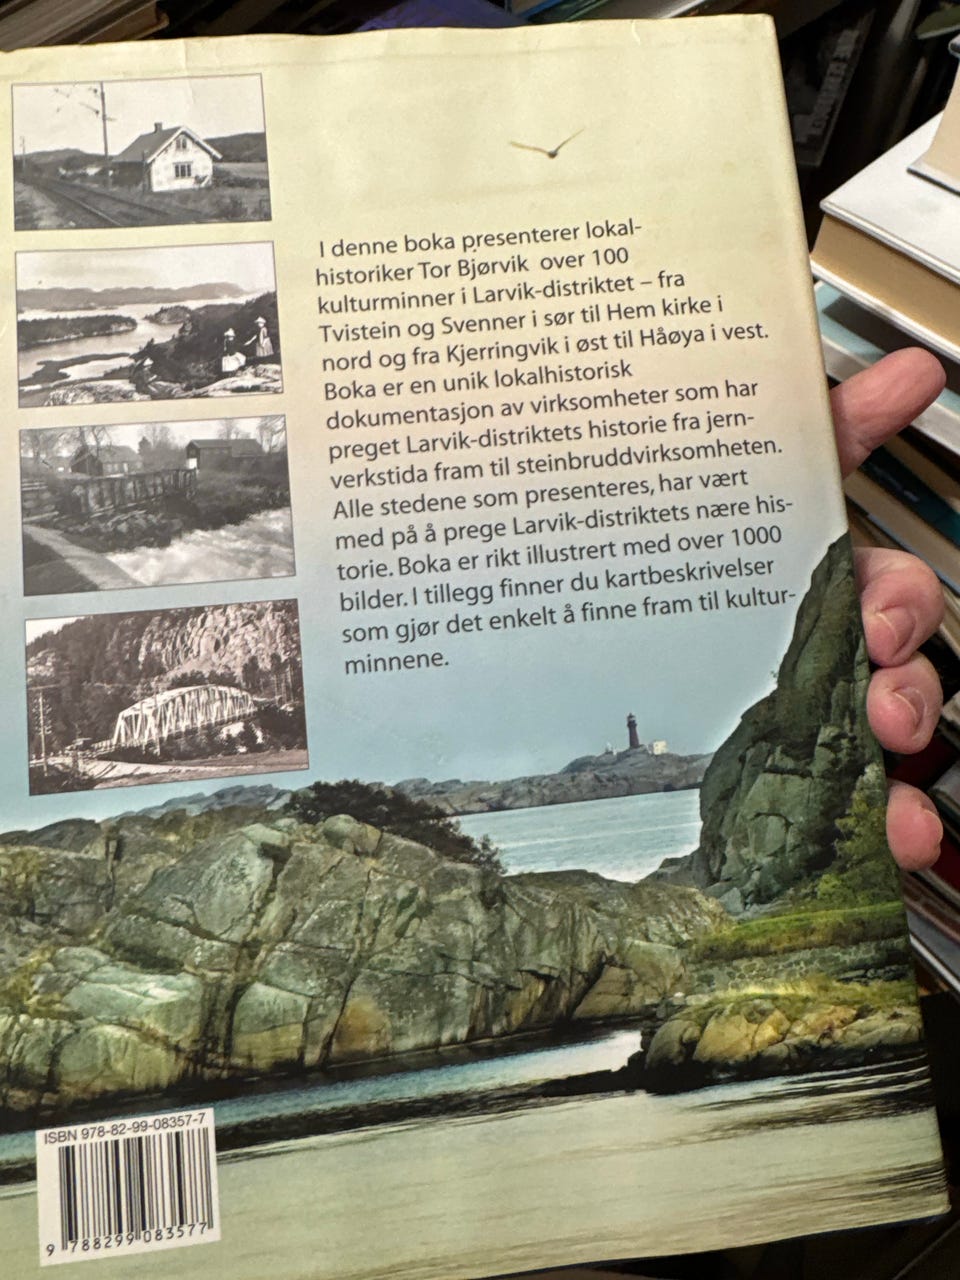 I denne boka presenterer lokal-
historiker Tor Bjørvik over 100
kulturminner i Larvik-distriktet – fra
Tvistein og Svenner i sør til Hem kirke i
nord og fra Kjerringvik i øst til Håøya i vest.
Boka er en unik lokalhistorisk
dokumentasjon av virksomheter som har
preget Larvik-distriktets historie fra jern-
verkstida fram til steinbruddvirksomheten.
Alle stedene som presenteres, har vært
med på å prege Larvik-distriktets nære his-
torie. Boka er rikt illustrert med over 1000
bilder. I tillegg finner du kartbeskrivelser
som gjør det enkelt å finne fram til kultur-
minnene.
ISBN 978-82-99-08357-7
9 788299 083577